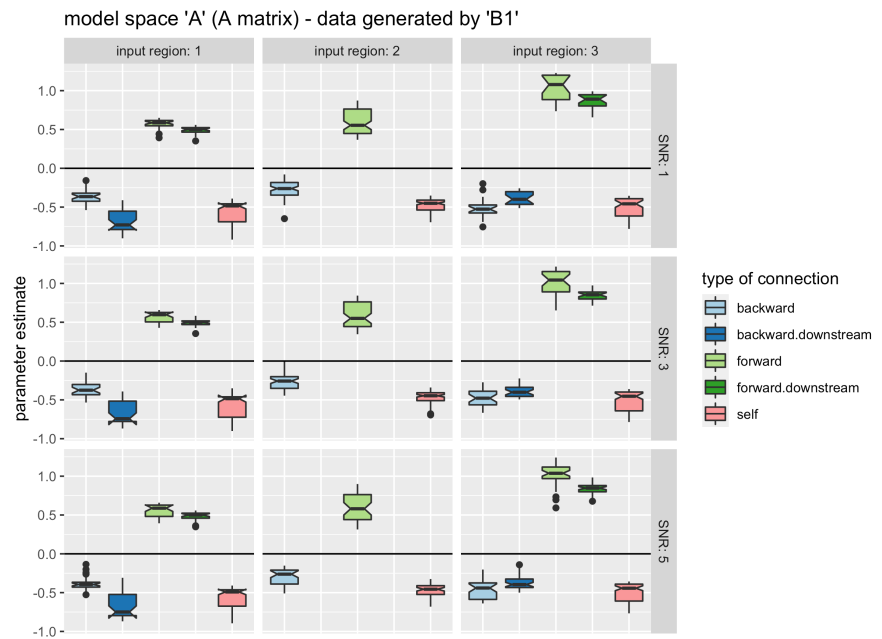 model space 'A' (A matrix) - data generated by 'B1'
input region: 1
input region: 2
input region: 3
1.0
0.5
0.0
-0.5
-1.0
SNR: 1
1.0
0.5
0.0
-0.5
-1.0
SNR: 3
1.0
0.5
0.0
-0.5
-1.0
SNR: 5
parameter estimate
type of connection
backward
backward.downstream
forward
forward.downstream
self